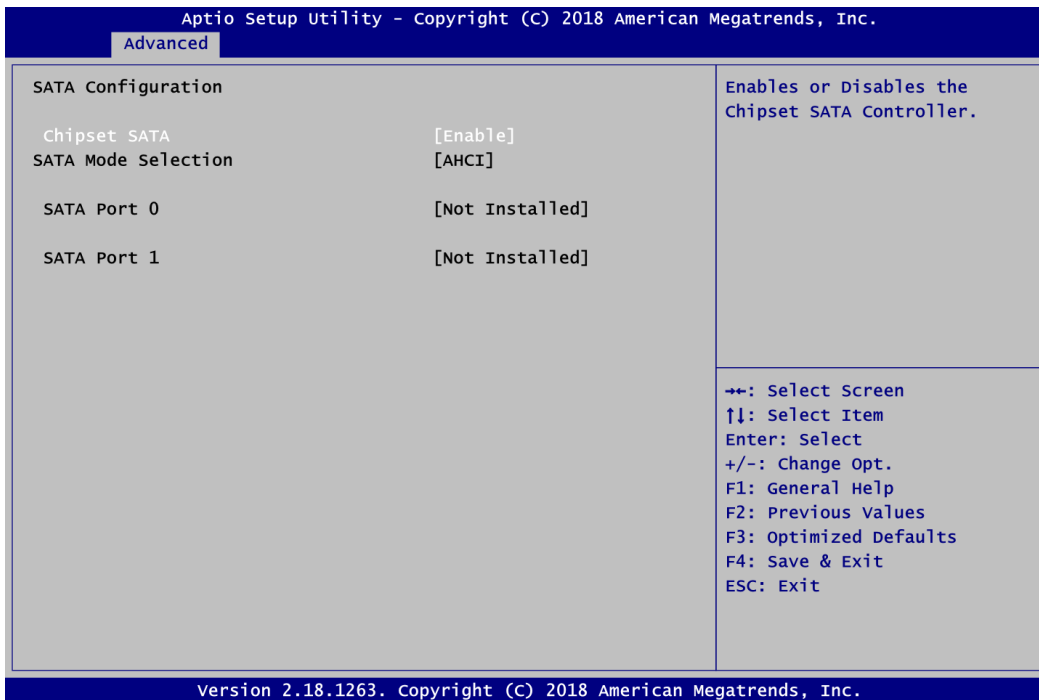 Aptio Setup Utility - Copyright (C) 2018 American Megatrends, Inc.
Advanced
SATA Configuration
Chipset SATA [Enable]
SATA Mode Selection [AHCI]
SATA Port 0 [Not Installed]
SATA Port 1 [Not Installed]
Enables or Disables the
Chipset SATA Controller.
→←: Select Screen
↑↓: Select Item
Enter: Select
+/-: Change Opt.
F1: General Help
F2: Previous Values
F3: Optimized Defaults
F4: Save & Exit
ESC: Exit
Version 2.18.1263. Copyright (C) 2018 American Megatrends, Inc.